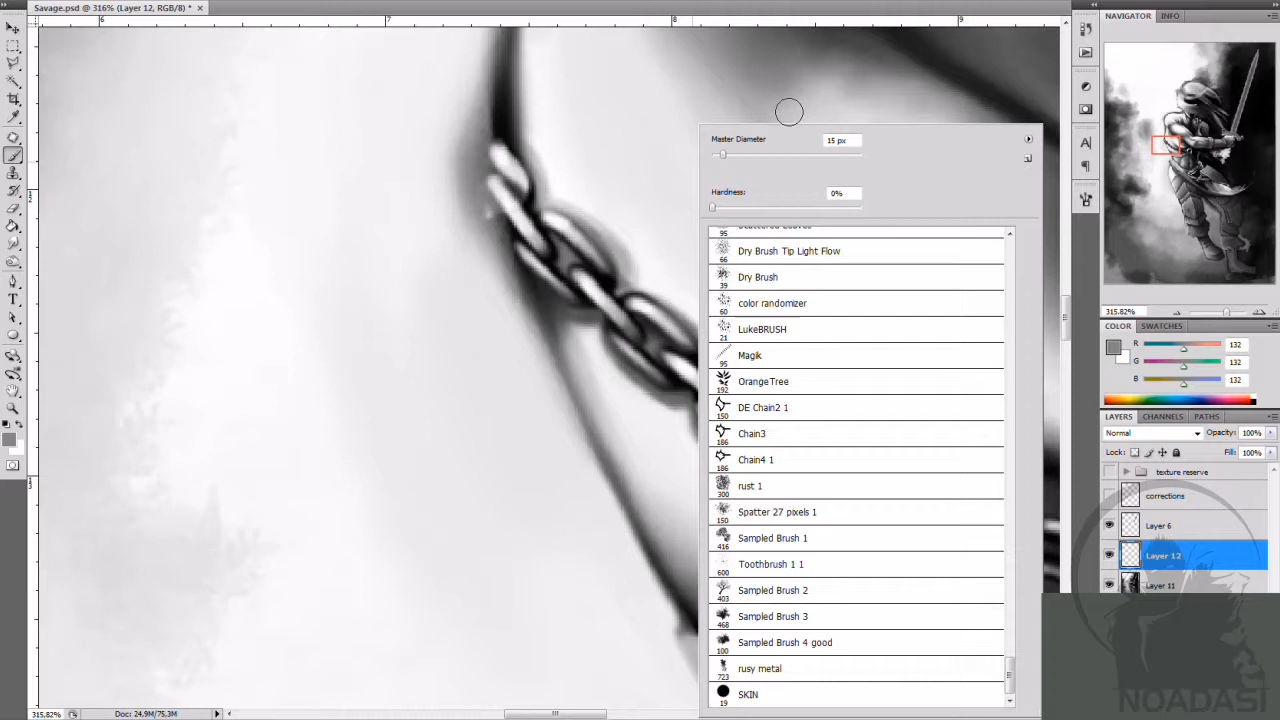 Savage.psd @ 316% (Layer 12, RGB/8) * ×
6 7 8 9
NAVIGATOR INFO
315.82%
COLOR SWATCHES
R 132
G 132
B 132
LAYERS CHANNELS PATHS
Normal Opacity: 100%
Lock: Fill: 100%
texture reserve
corrections
Layer 6
Layer 12
Layer 11
NOADASI
Master Diameter 15 px
Hardness: 0%
95
Dry Brush Tip Light Flow
66
Dry Brush
39
color randomizer
60
LukeBRUSH
21
Magik
95
OrangeTree
192
DE Chain2 1
150
Chain3
186
Chain4 1
186
rust 1
300
Spatter 27 pixels 1
150
Sampled Brush 1
416
Toothbrush 1 1
600
Sampled Brush 2
403
Sampled Brush 3
468
Sampled Brush 4 good
100
rusy metal
723
SKIN
19
315,82% Doc: 24,9M/75,3M